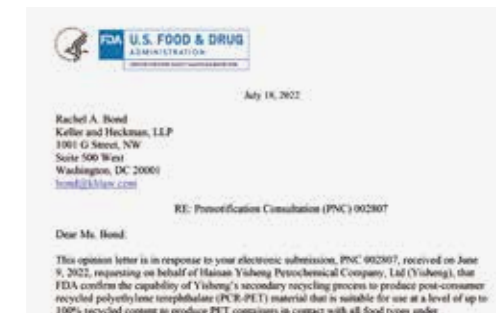 FDA U.S. FOOD & DRUG
ADMINISTRATION
July 18, 2022
Rachel A. Bond
Keller and Heckman, LLP
1001 G Street, NW
Suite 500 West
Washington, DC 20001
bond@khlaw.com
RE: Prenotification Consultation (PNC) 002807
Dear Ms. Bond:
This opinion letter is in response to your electronic submission, PNC 002807, received on June
9, 2022, requesting on behalf of Hainan Yisheng Petrochemical Company, Ltd (Yisheng), that
FDA confirm the capability of Yisheng's secondary recycling process to produce post-consumer
recycled polyethylene terephthalate (PCR-PET) material that is suitable for use at a level of up to
100% recycled content to produce PET containers in contact with all food types under